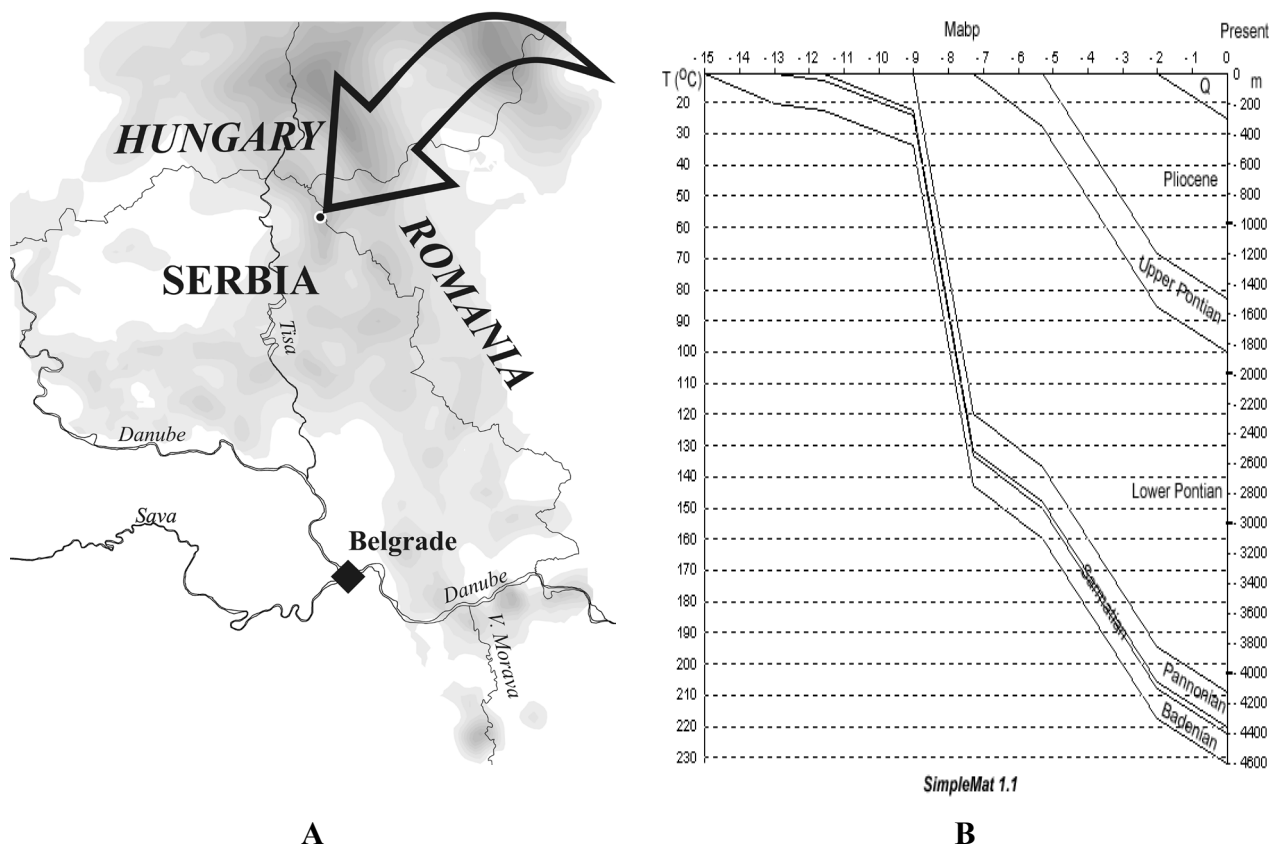 HUNGARY
ROMANIA
SERBIA
Tisa
Danube
Sava
Belgrade
Danube
V. Morava
A
Mabp
Present
-15 -14 -13 -12 -11 -10 -9 -8 -7 -6 -5 -4 -3 -2 -1 0
T (°C)
Q
0 m
20
200
30
400
40
600
Pliocene
50
800
60
1000
70
1200
Upper Pontian
80
1400
90
1600
100
1800
110
2000
120
2200
130
2400
140
2600
Lower Pontian
150
2800
160
3000
170
3200
Sarmatian
180
3400
190
3600
200
3800
Pannonian
210
4000
220
4200
Badenian
230
4400
4600
SimpleMat 1.1
B